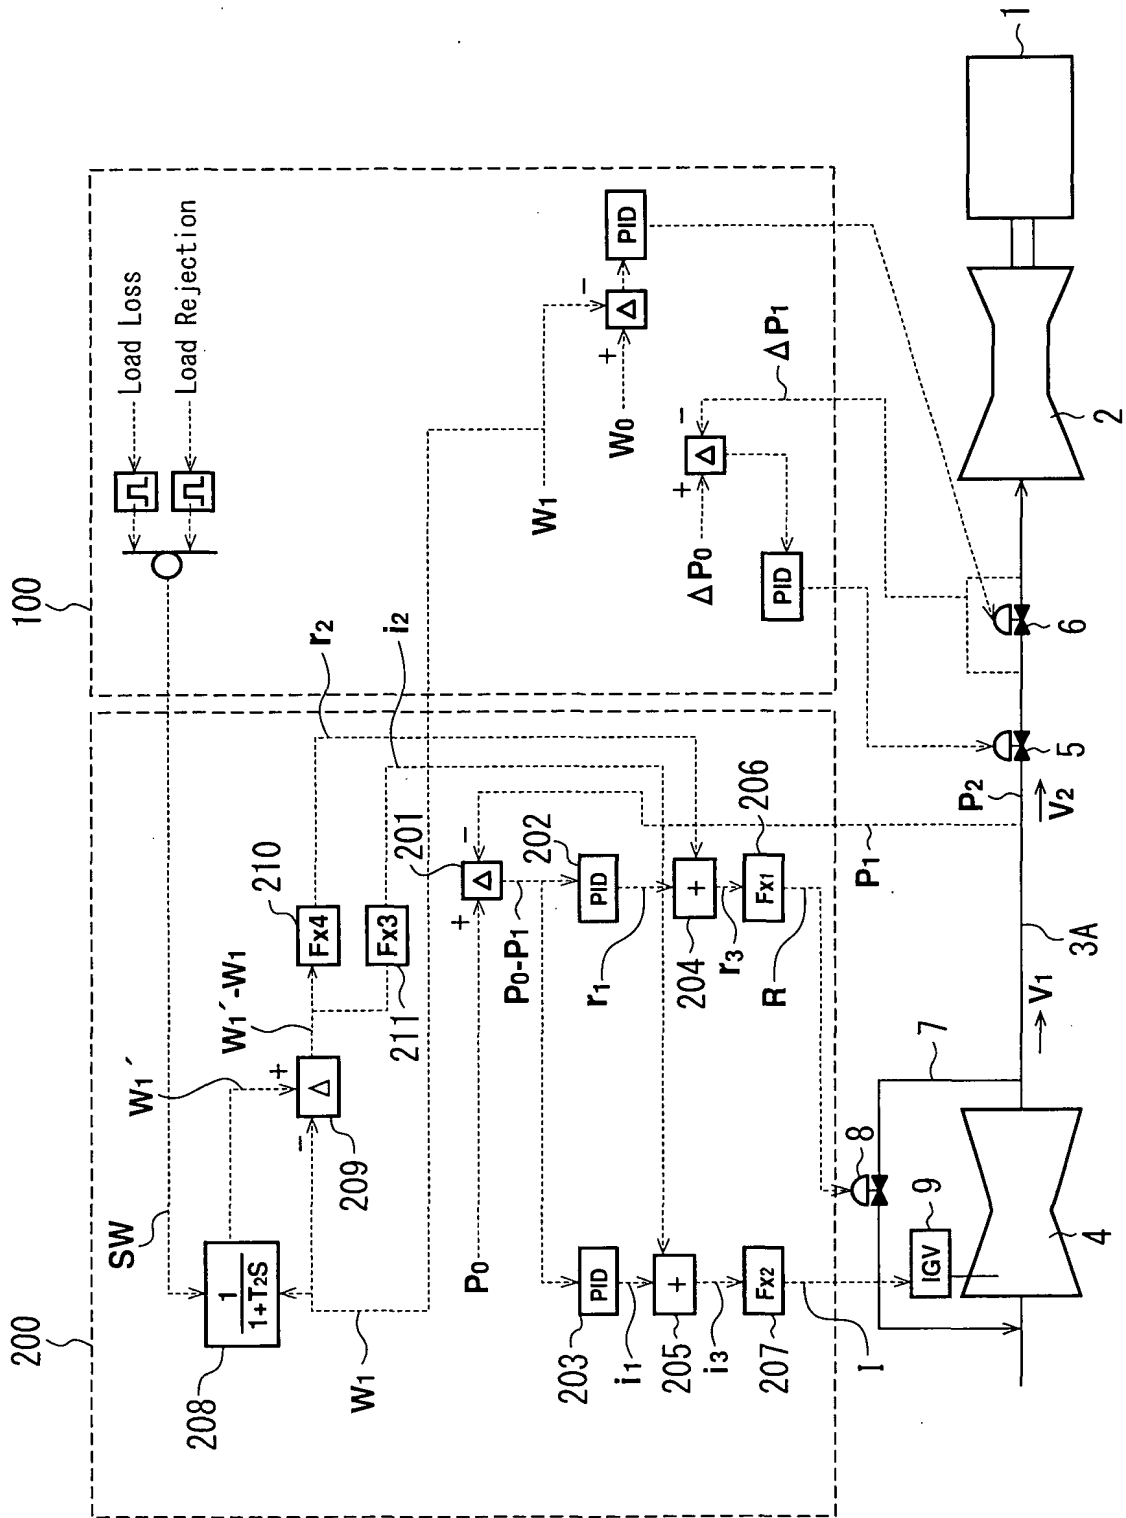 200
100
208
SW
W1´
W1´-W1
210
r2
i2
Load Loss
Load Rejection
1
1+T2S
+
−
Δ
209
Fx4
Fx3
211
W1
201
P0
+
−
Δ
P0-P1
202
PID
203
PID
r1
i1
204
+
205
+
r3
i3
206
Fx1
207
Fx2
R
I
W1
W0
+
−
Δ
PID
ΔP0
+
−
Δ
ΔP1
PID
P1
P2
V2
V1
3A
7
8
9
IGV
4
5
6
2
1